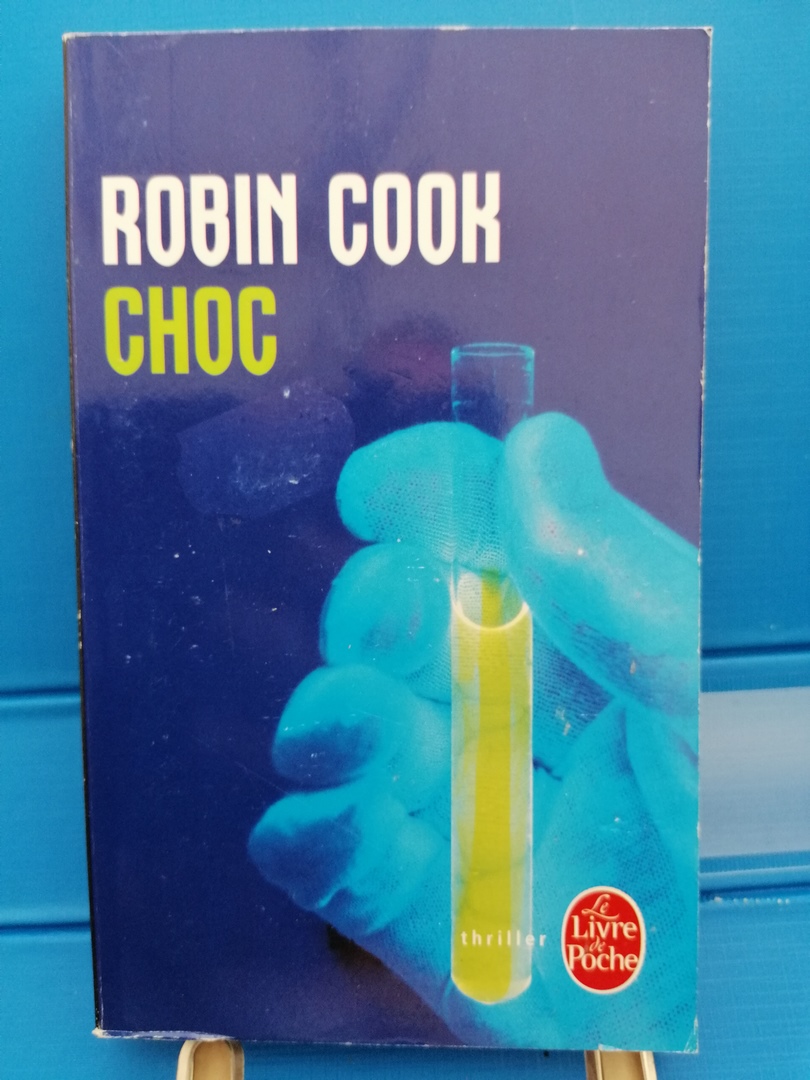 ROBIN COOK
CHOC
thriller
Le
Livre
de
Poche